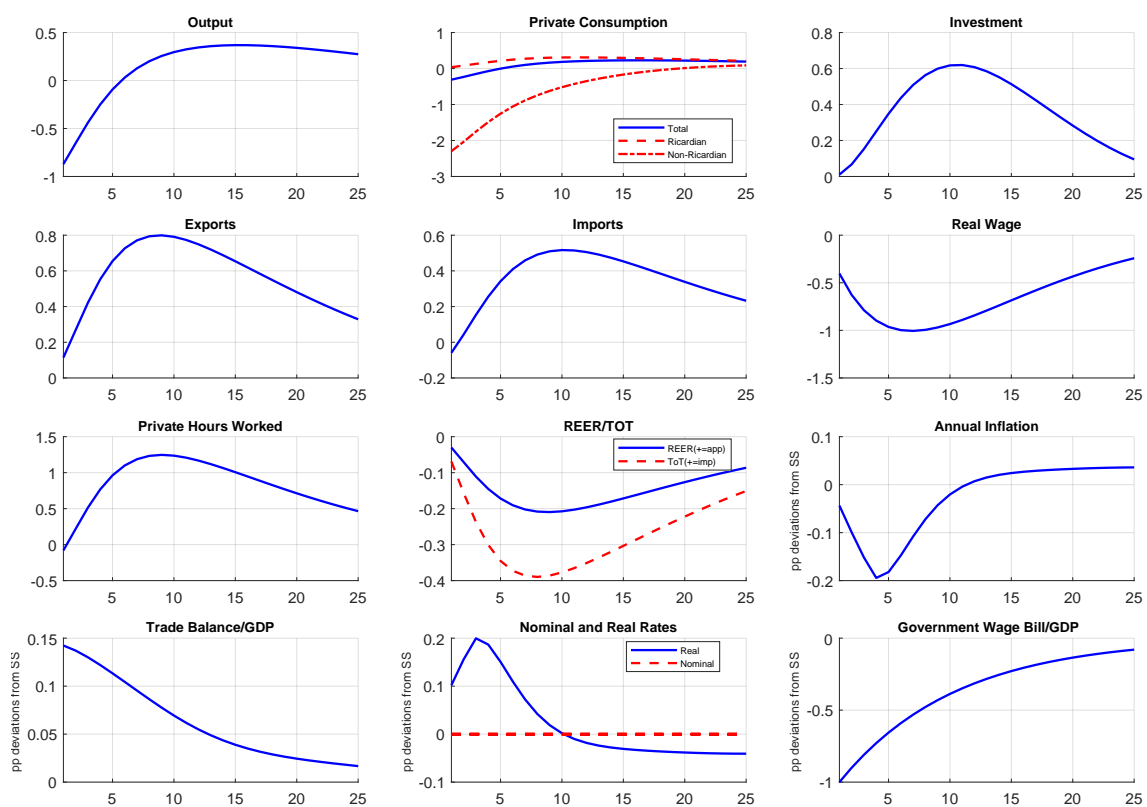 Output
0.5
0
-0.5
-1
5 10 15 20 25
Private Consumption
1
0
-1
-2
-3
Total
Ricardian
Non-Ricardian
5 10 15 20 25
Investment
0.8
0.6
0.4
0.2
0
5 10 15 20 25
Exports
0.8
0.6
0.4
0.2
0
5 10 15 20 25
Imports
0.6
0.4
0.2
0
-0.2
5 10 15 20 25
Real Wage
0
-0.5
-1
-1.5
5 10 15 20 25
Private Hours Worked
1.5
1
0.5
0
-0.5
5 10 15 20 25
REER/TOT
0
-0.1
-0.2
-0.3
-0.4
REER(+=app)
ToT(+=imp)
5 10 15 20 25
Annual Inflation
pp deviations from SS
0.1
0
-0.1
-0.2
5 10 15 20 25
Trade Balance/GDP
pp deviations from SS
0.15
0.1
0.05
0
5 10 15 20 25
Nominal and Real Rates
pp deviations from SS
0.2
0.1
0
-0.1
Real
Nominal
5 10 15 20 25
Government Wage Bill/GDP
pp deviations from SS
0
-0.5
-1
5 10 15 20 25